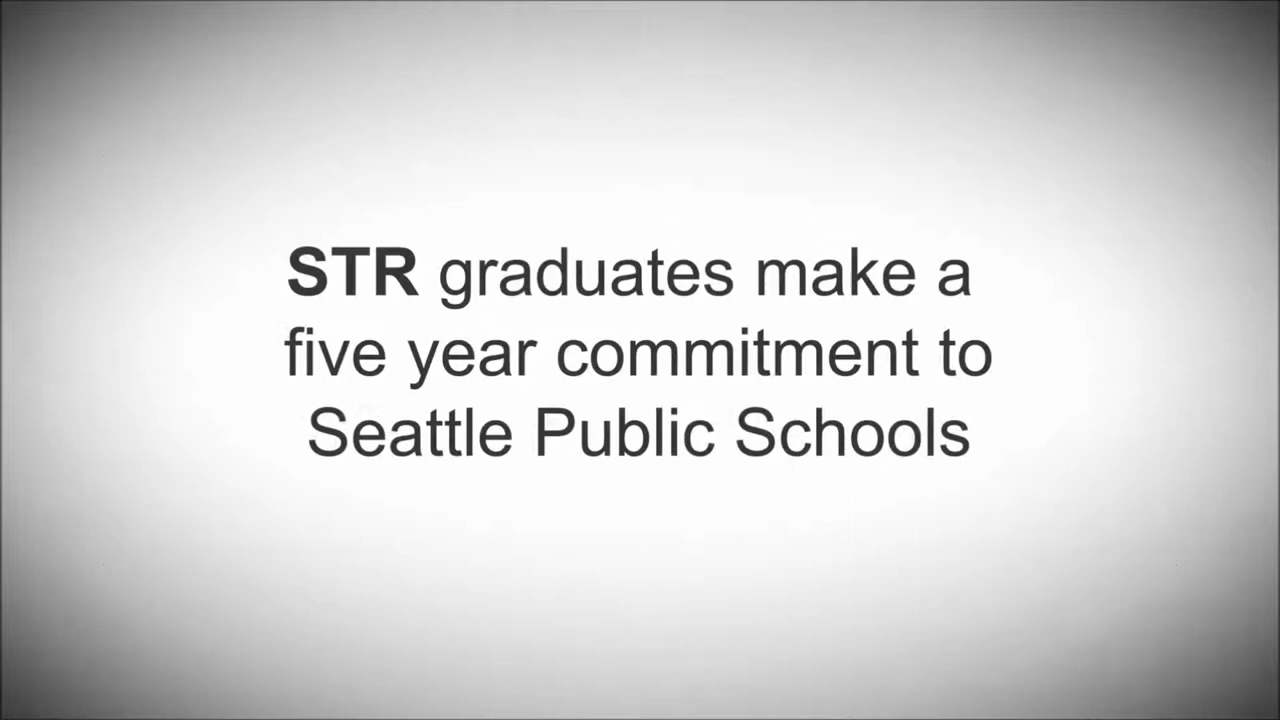 STR graduates make a
five year commitment to
Seattle Public Schools